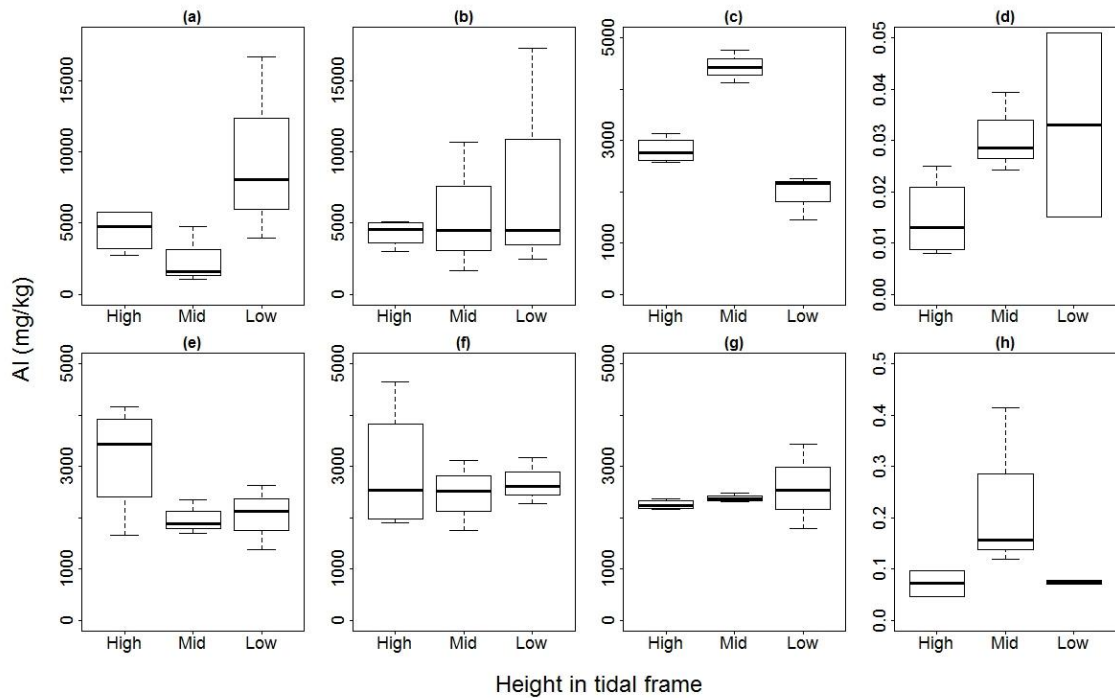 (a) (b) (c) (d)
15000 10000 5000 0
15000 10000 5000 0
5000 3000 1000 0
0.05 0.04 0.03 0.02 0.01 0.00
High Mid Low High Mid Low High Mid Low High Mid Low
Al (mg/kg)
(e) (f) (g) (h)
5000 3000 1000 0
5000 3000 1000 0
5000 3000 1000 0
0.5 0.4 0.3 0.2 0.1 0.0
High Mid Low High Mid Low High Mid Low High Mid Low
Height in tidal frame